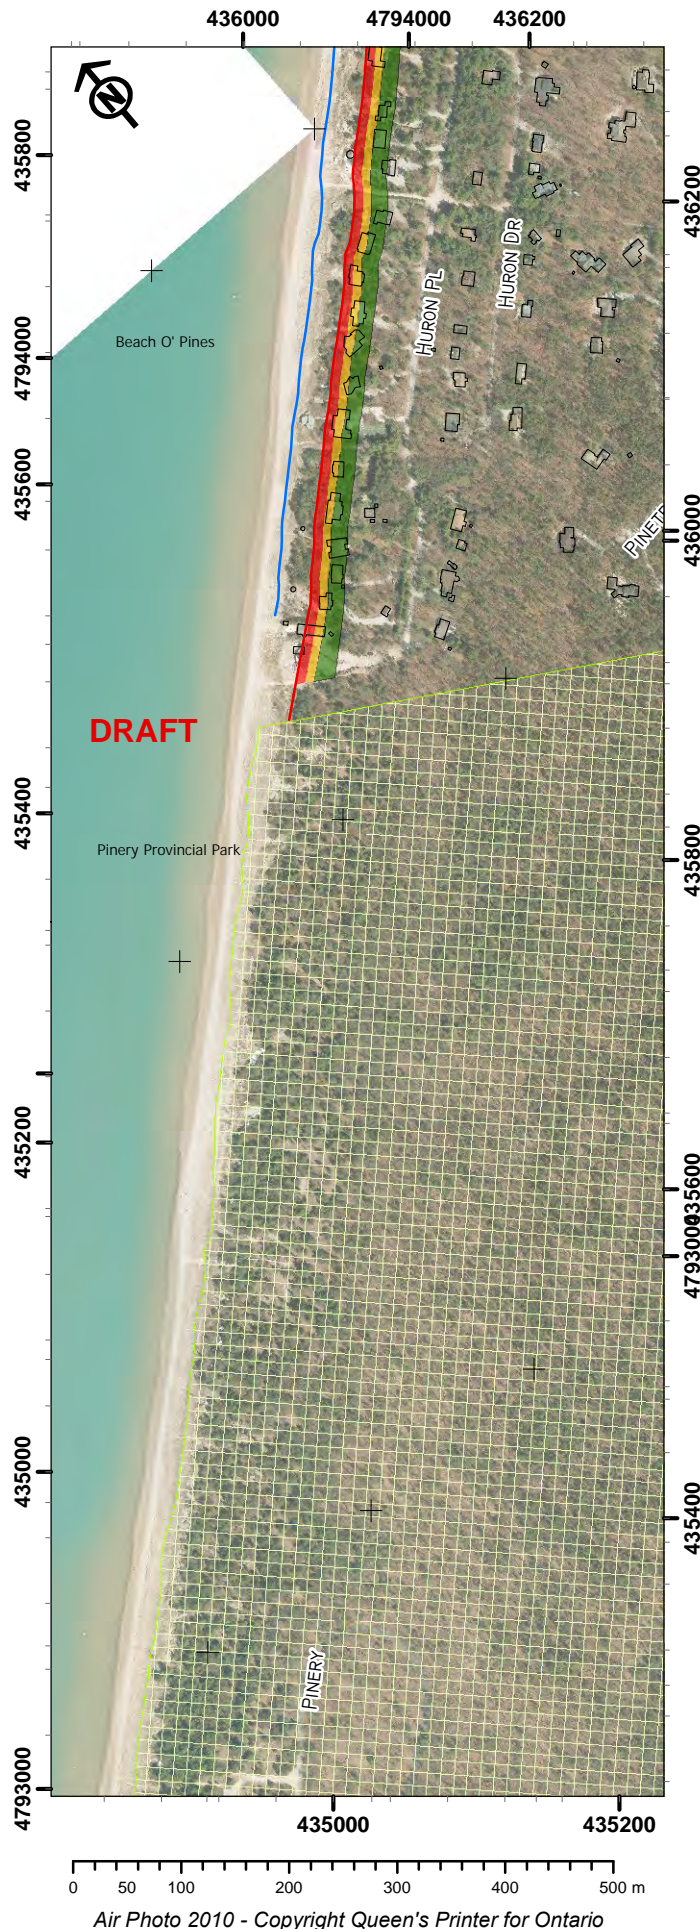 436000 4794000 436200
N
435800
436200
HURON DR
HURON PL
Beach O' Pines
4794000
435600
436000
DRAFT
435400
Pinery Provincial Park
435800
435200
435600
4793000
435000
435400
PINERY
4793000
435000 435200
0 50 100 200 300 400 500 m
Air Photo 2010 - Copyright Queen's Printer for Ontario